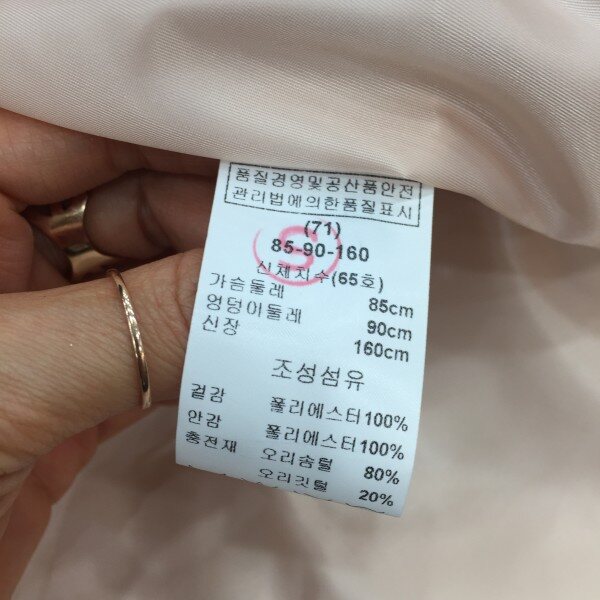 품질경영및공산품안전
관리법에의한품질표시
(71)
85-90-160
S
신체치수(65호)
가슴둘레 85cm
엉덩이둘레 90cm
신장 160cm
조성섬유
겉감 폴리에스터100%
안감 폴리에스터100%
충전재 오리솜털 80%
오리깃털 20%